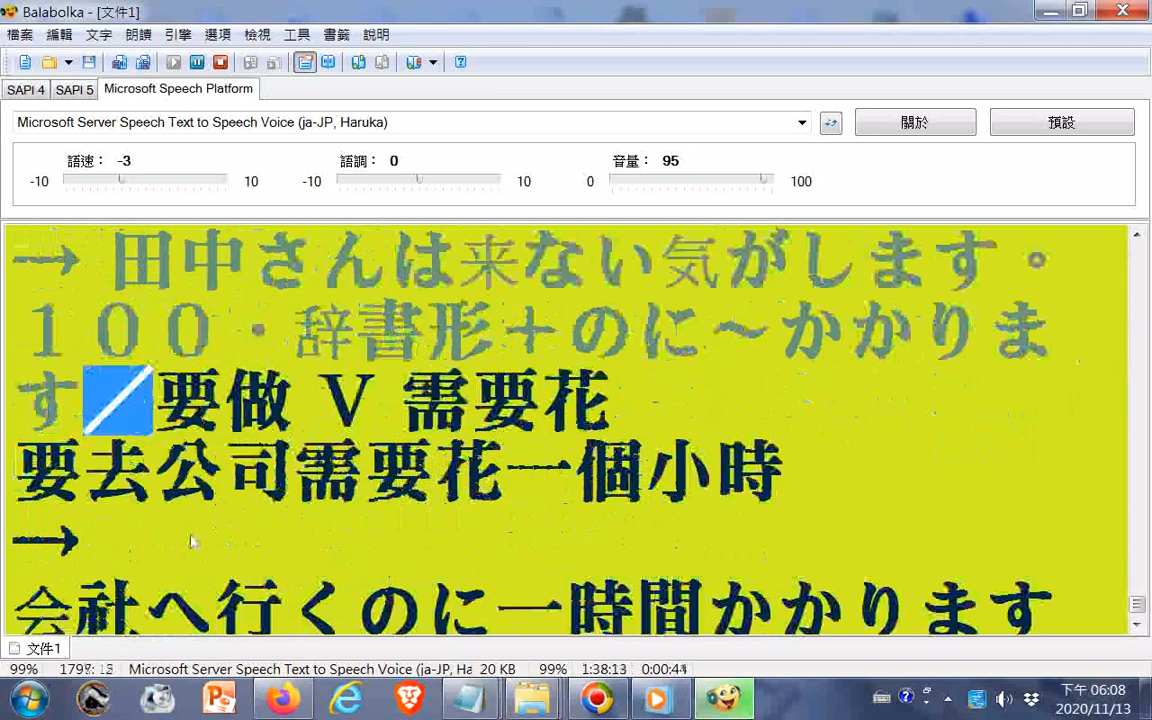 Balabolka - [文件1]
檔案 編輯 文字 朗讀 引擎 選項 檢視 工具 書籤 說明
SAPI 4 SAPI 5 Microsoft Speech Platform
Microsoft Server Speech Text to Speech Voice (ja-JP, Haruka) 關於 預設
語速： -3 語調： 0 音量： 95
-10 10 -10 10 0 100
→ 田中さんは来ない気がします。
１００・辞書形＋のに～かかりま
す／要做 V 需要花
要去公司需要花一個小時
→
会社へ行くのに一時間かかります
文件1
99% Microsoft Server Speech Text to Speech Voice (ja-JP, Ha 20 KB 99% 1:38:13 0:00:44
下午 06:08
2020/11/13